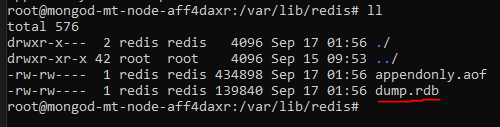 root@mongod-mt-node-aff4daxr:/var/lib/redis# ll
total 576
drwxr-x---  2 redis redis   4096 Sep 17 01:56 ./
drwxr-xr-x 42 root  root    4096 Sep 15 09:53 ../
-rw-rw----  1 redis redis 434898 Sep 17 01:56 appendonly.aof
-rw-rw----  1 redis redis 139840 Sep 17 01:56 dump.rdb
root@mongod-mt-node-aff4daxr:/var/lib/redis#